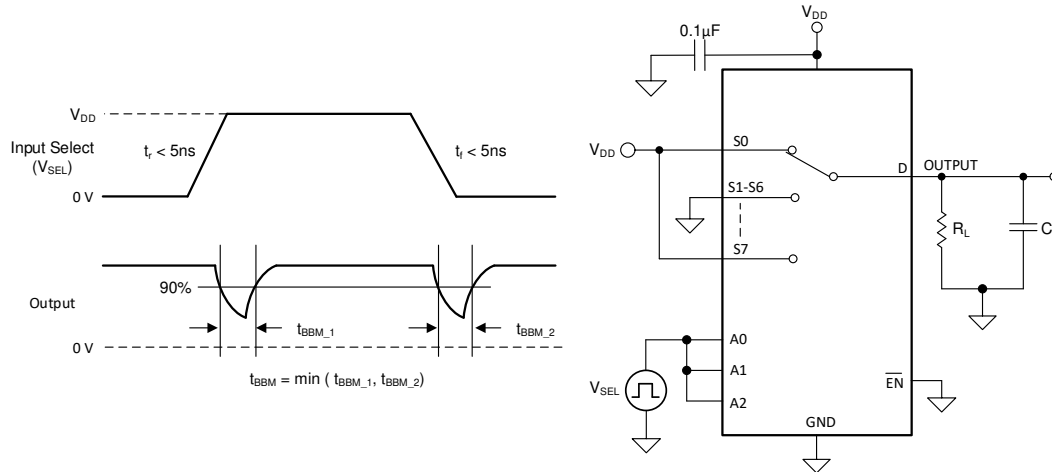 V_DD
Input Select
(V_SEL)
t_r < 5ns
t_f < 5ns
0 V
90%
Output
t_BBM_1
t_BBM_2
0 V
t_BBM = min ( t_BBM_1, t_BBM_2)
V_DD
0.1µF
V_DD
S0
D
OUTPUT
S1-S6
R_L
C
S7
A0
A1
V_SEL
A2
EN
GND